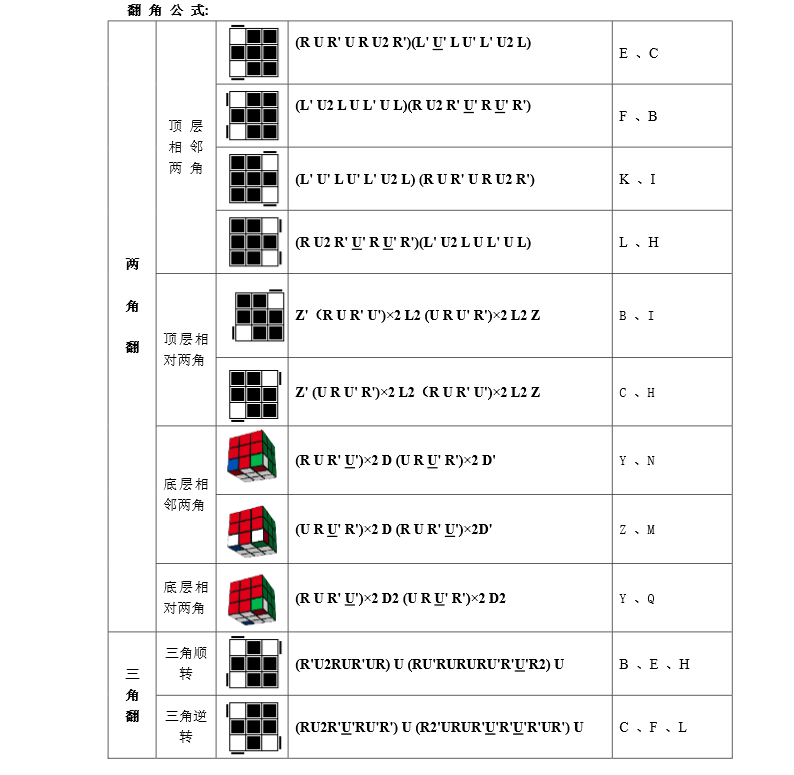 翻 角 公 式:
两
角
翻
顶 层
相 邻
两 角
(R U R' U R U2 R')(L' U' L U' L' U2 L)
E 、C
(L' U2 L U L' U L)(R U2 R' U' R U' R')
F 、B
(L' U' L U' L' U2 L) (R U R' U R U2 R')
K 、I
(R U2 R' U' R U' R')(L' U2 L U L' U L)
L 、H
顶层相
对两角
Z'（R U R' U')×2 L2 (U R U' R')×2 L2 Z
B 、I
Z' (U R U' R')×2 L2（R U R' U')×2 L2 Z
C 、H
底层相
邻两角
(R U R' U')×2 D (U R U' R')×2 D'
Y 、N
(U R U' R')×2 D (R U R' U')×2D'
Z 、M
底层相
对两角
(R U R' U')×2 D2 (U R U' R')×2 D2
Y 、Q
三
角
翻
三角顺
转
(R'U2RUR'UR) U (RU'RURURU'R'U'R2) U
B 、E 、H
三角逆
转
(RU2R'U'RU'R') U (R2'URUR'U'R'U'R'UR') U
C 、F 、L